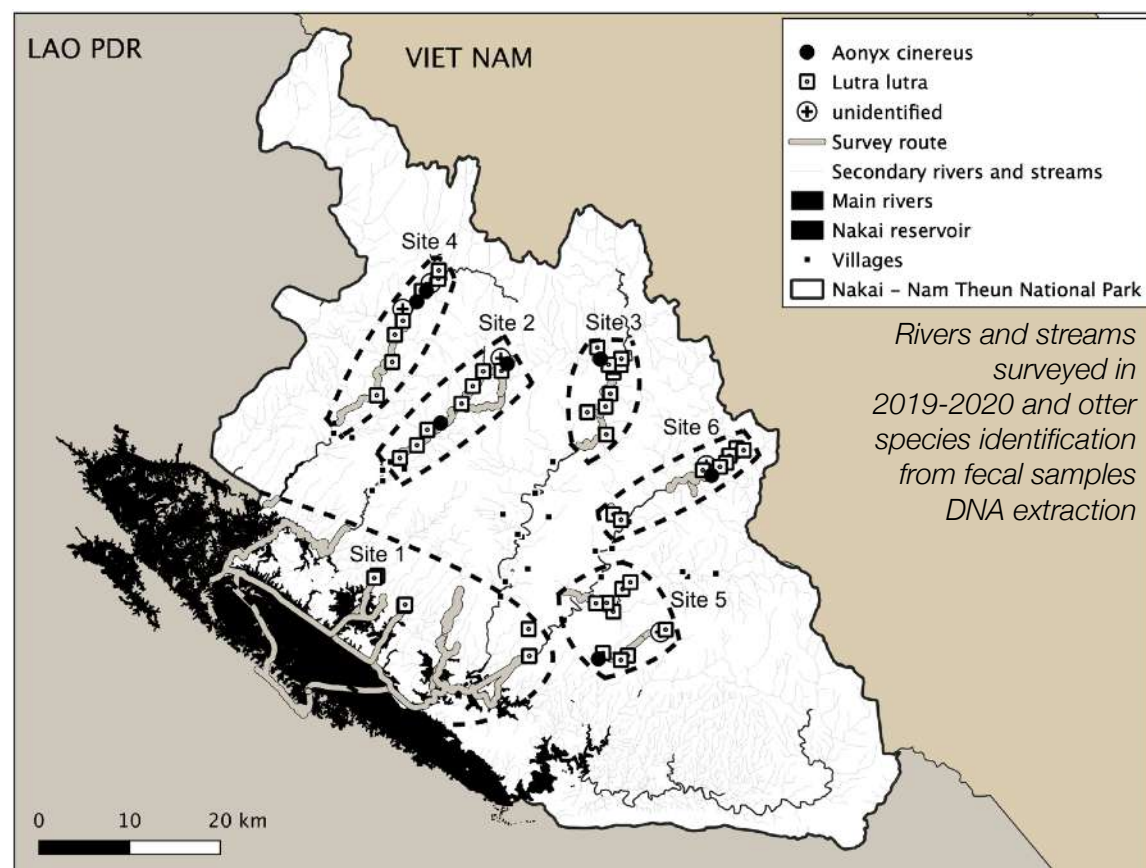 LAO PDR
VIET NAM
Aonyx cinereus
Lutra lutra
unidentified
Survey route
Secondary rivers and streams
Main rivers
Nakai reservoir
Villages
Nakai – Nam Theun National Park
Rivers and streams
surveyed in
2019-2020 and otter
species identification
from fecal samples
DNA extraction
Site 4
Site 2
Site 3
Site 6
Site 1
Site 5
0 10 20 km